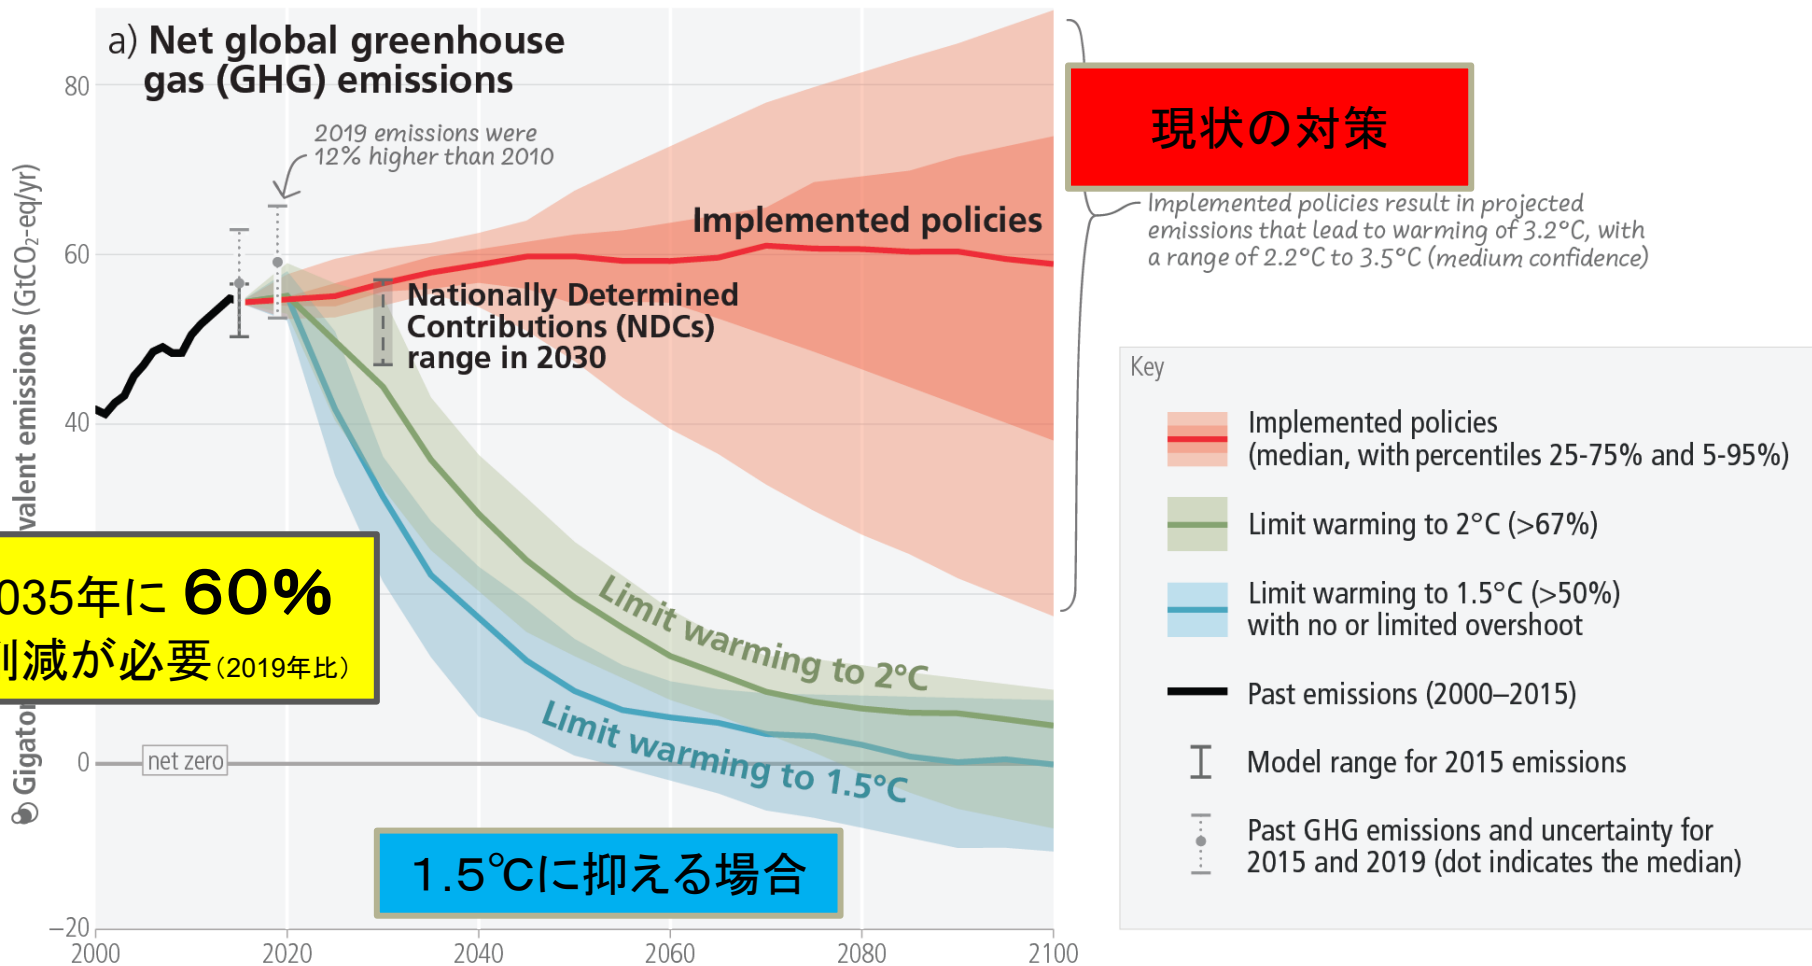 a) Net global greenhouse
gas (GHG) emissions
2019 emissions were
12% higher than 2010
現状の対策
Implemented policies
Implemented policies result in projected
emissions that lead to warming of 3.2°C, with
a range of 2.2°C to 3.5°C (medium confidence)
Nationally Determined
Contributions (NDCs)
range in 2030
80
60
40
0
−20
valent emissions (GtCO₂-eq/yr)
Gigaton
035年に 60%
削減が必要（2019年比）
Limit warming to 2°C
Limit warming to 1.5°C
net zero
1.5℃に抑える場合
2000
2020
2040
2060
2080
2100
Key
Implemented policies
(median, with percentiles 25-75% and 5-95%)
Limit warming to 2°C (>67%)
Limit warming to 1.5°C (>50%)
with no or limited overshoot
Past emissions (2000–2015)
Model range for 2015 emissions
Past GHG emissions and uncertainty for
2015 and 2019 (dot indicates the median)